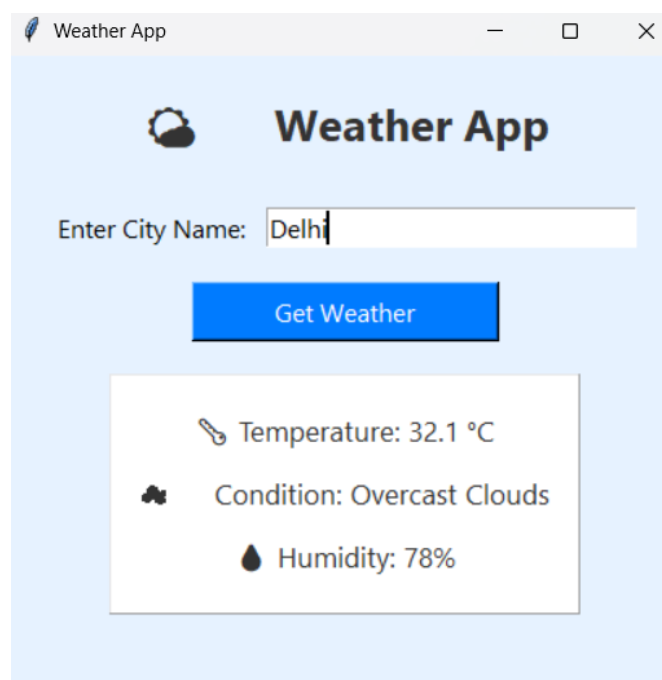 Weather App
🌤 Weather App
Enter City Name: Delhi
Get Weather
🌡 Temperature: 32.1 °C
☁ Condition: Overcast Clouds
💧 Humidity: 78%